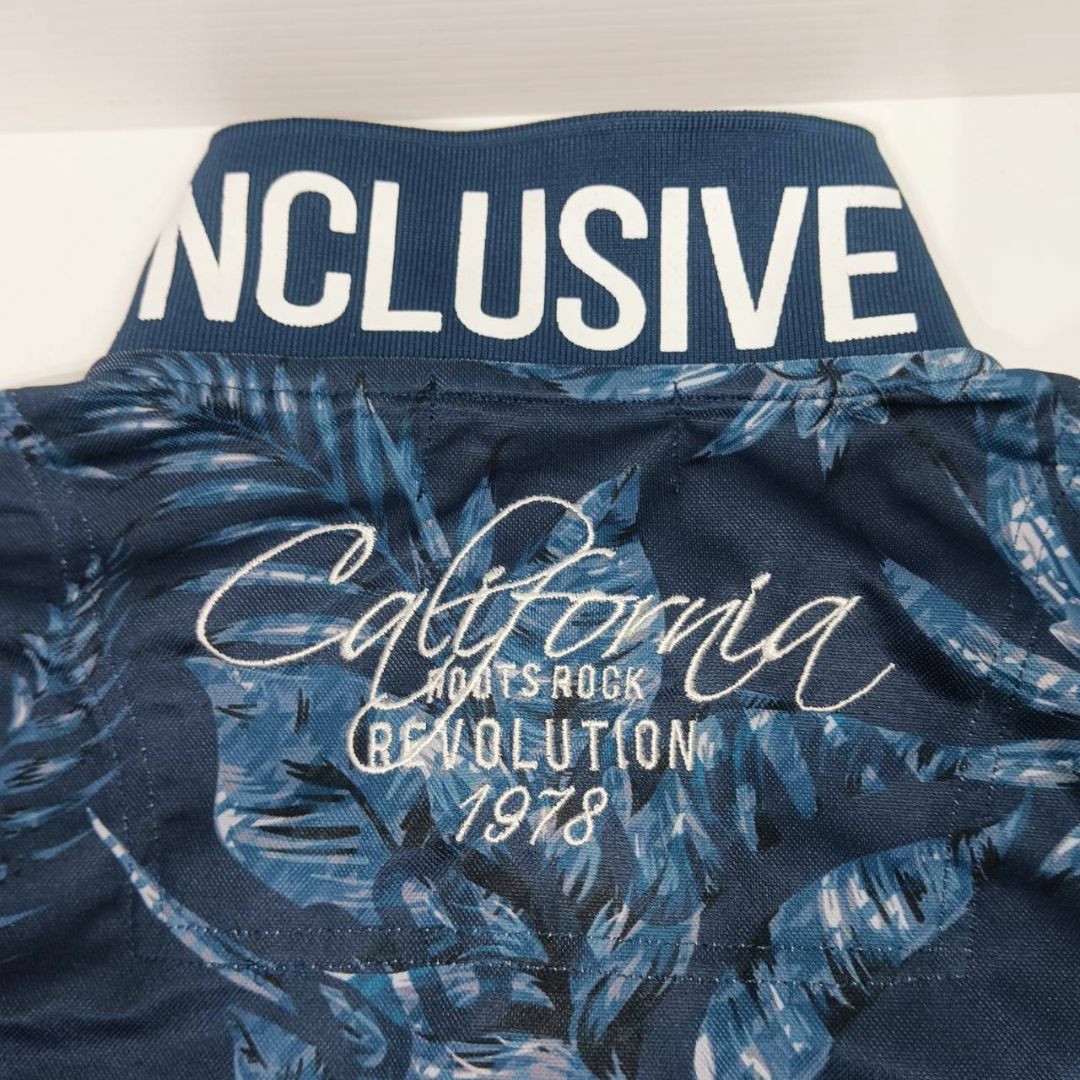 NCLUSIVE
California
ROOTS ROCK
REVOLUTION
1978